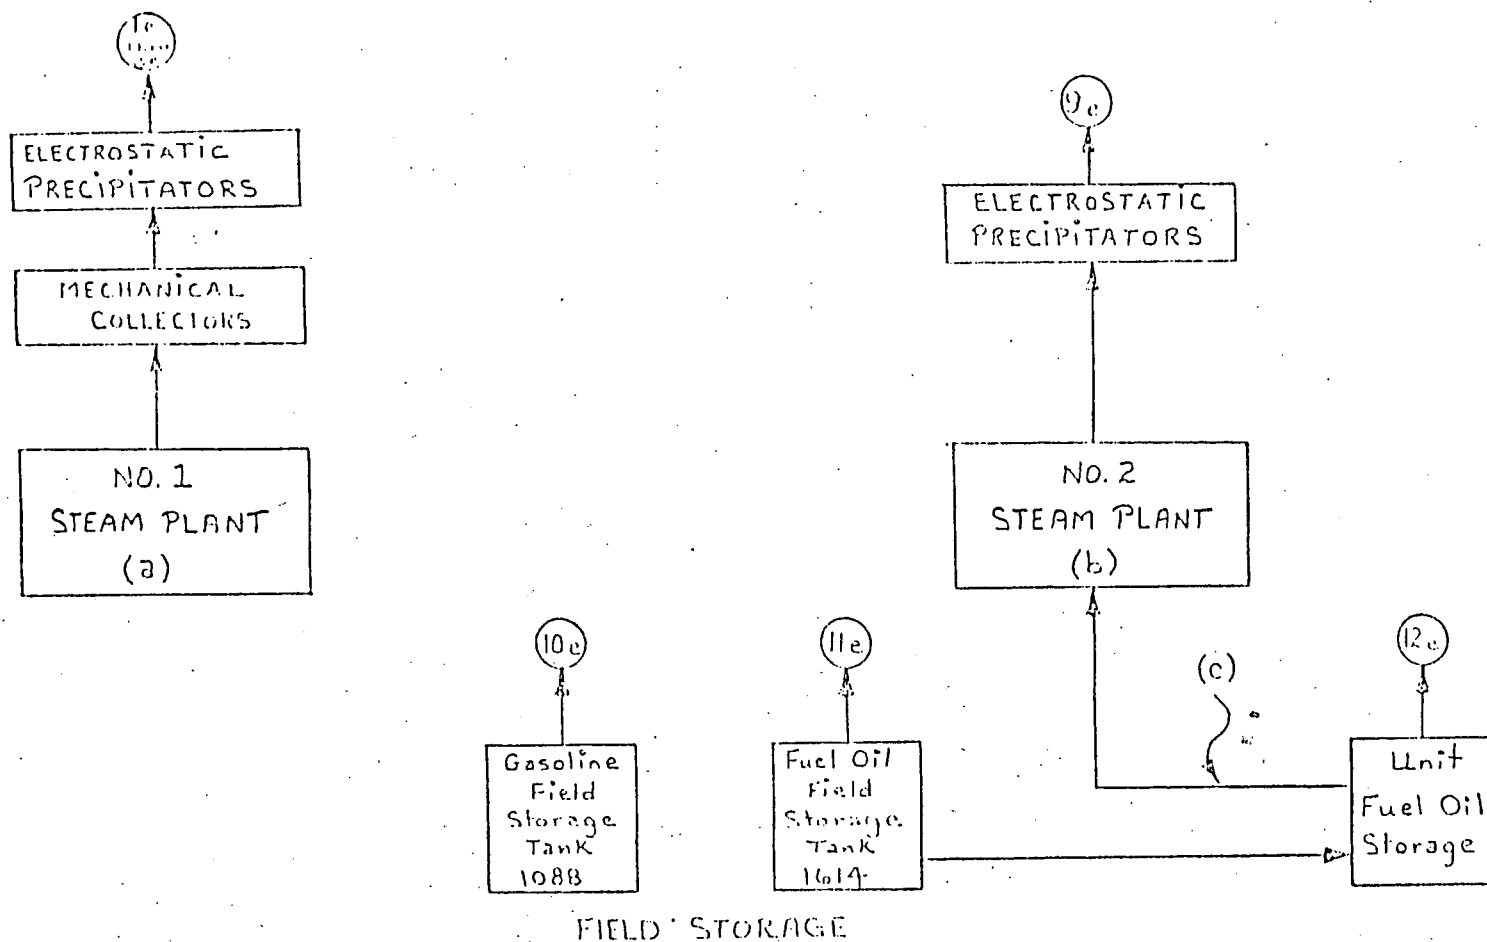 1e
ELECTROSTATIC
PRECIPITATORS
MECHANICAL
COLLECTORS
NO. 1
STEAM PLANT
(a)
9e
ELECTROSTATIC
PRECIPITATORS
NO. 2
STEAM PLANT
(b)
10e
11e
(c)
12e
Gasoline
Field
Storage
Tank
1088
Fuel Oil
Field
Storage
Tank
1614
Unit
Fuel Oil
Storage
FIELD STORAGE